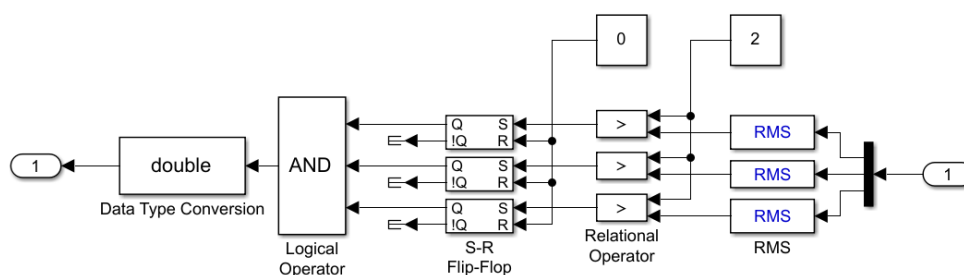 0
2
Q S
!Q R
>
RMS
1
double
AND
Q S
!Q R
>
RMS
1
Data Type Conversion
Q S
!Q R
>
RMS
Logical
Operator
S-R
Flip-Flop
Relational
Operator
RMS